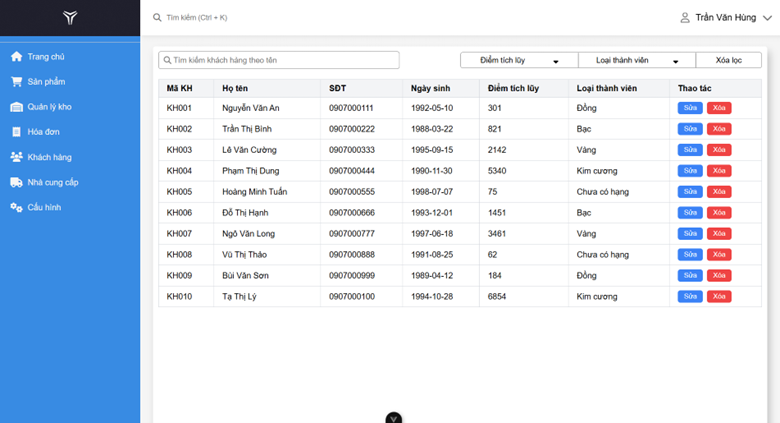 Tìm kiếm (Ctrl + K)
Trần Văn Hùng
Trang chủ
Sản phẩm
Quản lý kho
Hóa đơn
Khách hàng
Nhà cung cấp
Cấu hình
Tìm kiếm khách hàng theo tên
Điểm tích lũy
Loại thành viên
Xóa lọc
Mã KH Họ tên SĐT Ngày sinh Điểm tích lũy Loại thành viên Thao tác
KH001 Nguyễn Văn An 0907000111 1992-05-10 301 Đồng Sửa Xóa
KH002 Trần Thị Bình 0907000222 1988-03-22 821 Bạc Sửa Xóa
KH003 Lê Văn Cường 0907000333 1995-09-15 2142 Vàng Sửa Xóa
KH004 Phạm Thị Dung 0907000444 1990-11-30 5340 Kim cương Sửa Xóa
KH005 Hoàng Minh Tuấn 0907000555 1998-07-07 75 Chưa có hạng Sửa Xóa
KH006 Đỗ Thị Hạnh 0907000666 1993-12-01 1451 Bạc Sửa Xóa
KH007 Ngô Văn Long 0907000777 1997-06-18 3461 Vàng Sửa Xóa
KH008 Vũ Thị Thảo 0907000888 1991-08-25 62 Chưa có hạng Sửa Xóa
KH009 Bùi Văn Sơn 0907000999 1989-04-12 184 Đồng Sửa Xóa
KH010 Tạ Thị Lý 0907000100 1994-10-28 6854 Kim cương Sửa Xóa